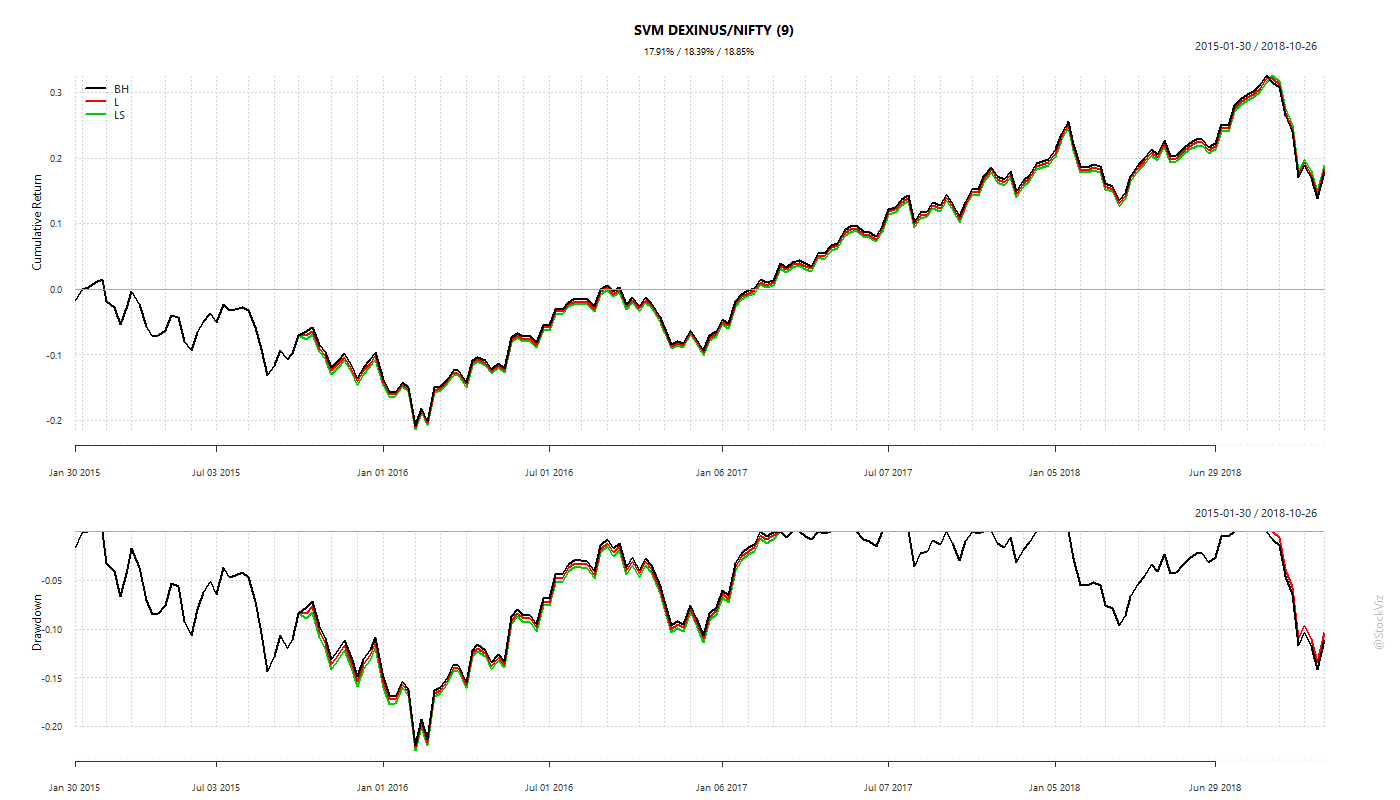 SVM DEXINUS/NIFTY (9)
17.91% / 18.39% / 18.85%
2015-01-30 / 2018-10-26
BH
L
LS
Cumulative Return
0.3
0.2
0.1
0.0
-0.1
-0.2
Jan 30 2015 Jul 03 2015 Jan 01 2016 Jul 01 2016 Jan 06 2017 Jul 07 2017 Jan 05 2018 Jun 29 2018
2015-01-30 / 2018-10-26
Drawdown
-0.05
-0.10
-0.15
-0.20
Jan 30 2015 Jul 03 2015 Jan 01 2016 Jul 01 2016 Jan 06 2017 Jul 07 2017 Jan 05 2018 Jun 29 2018
@StockViz